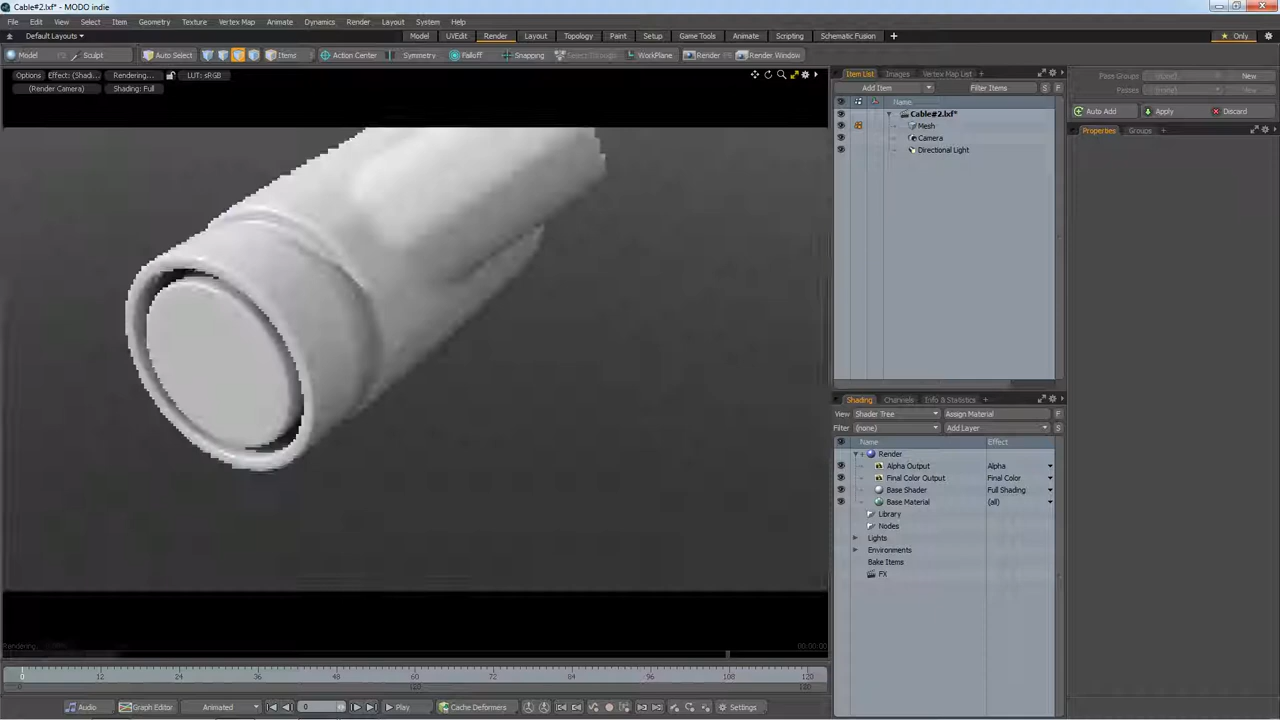 Cable#2.lxf* - MODO indie
File Edit View Select Item Geometry Texture Vertex Map Animate Dynamics Render Layout System Help
Default Layouts Model UVEdit Render Layout Topology Paint Setup Game Tools Animate Scripting Schematic Fusion Only
Model Sculpt Auto Select Items Action Center Symmetry Falloff Snapping Select Through WorkPlane Render Render Window
Options Effect: (Shad... Rendering... LUT: sRGB
(Render Camera) Shading: Full
Item List Images Vertex Map List
Add Item Filter Items S F
Name
Cable#2.lxf*
Mesh
Camera
Directional Light
Pass Groups New
Passes (none)
Auto Add Apply Discard
Properties Groups
Shading Channels Info & Statistics
View Shader Tree Assign Material F
Filter (none) Add Layer S
Name Effect
Render
Alpha Output Alpha
Final Color Output Final Color
Base Shader Full Shading
Base Material (all)
Library
Nodes
Lights
Environments
Bake Items
FX
Rendering... 00:00:00
0 12 24 36 48 60 72 84 96 108 120
Audio Graph Editor Animated 0 Play Cache Deformers Settings